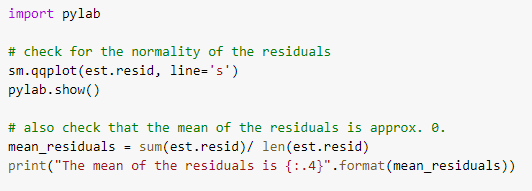 import pylab
# check for the normality of the residuals
sm.qqplot(est.resid, line='s')
pylab.show()
# also check that the mean of the residuals is approx. 0.
mean_residuals = sum(est.resid)/ len(est.resid)
print("The mean of the residuals is {:.4}".format(mean_residuals))